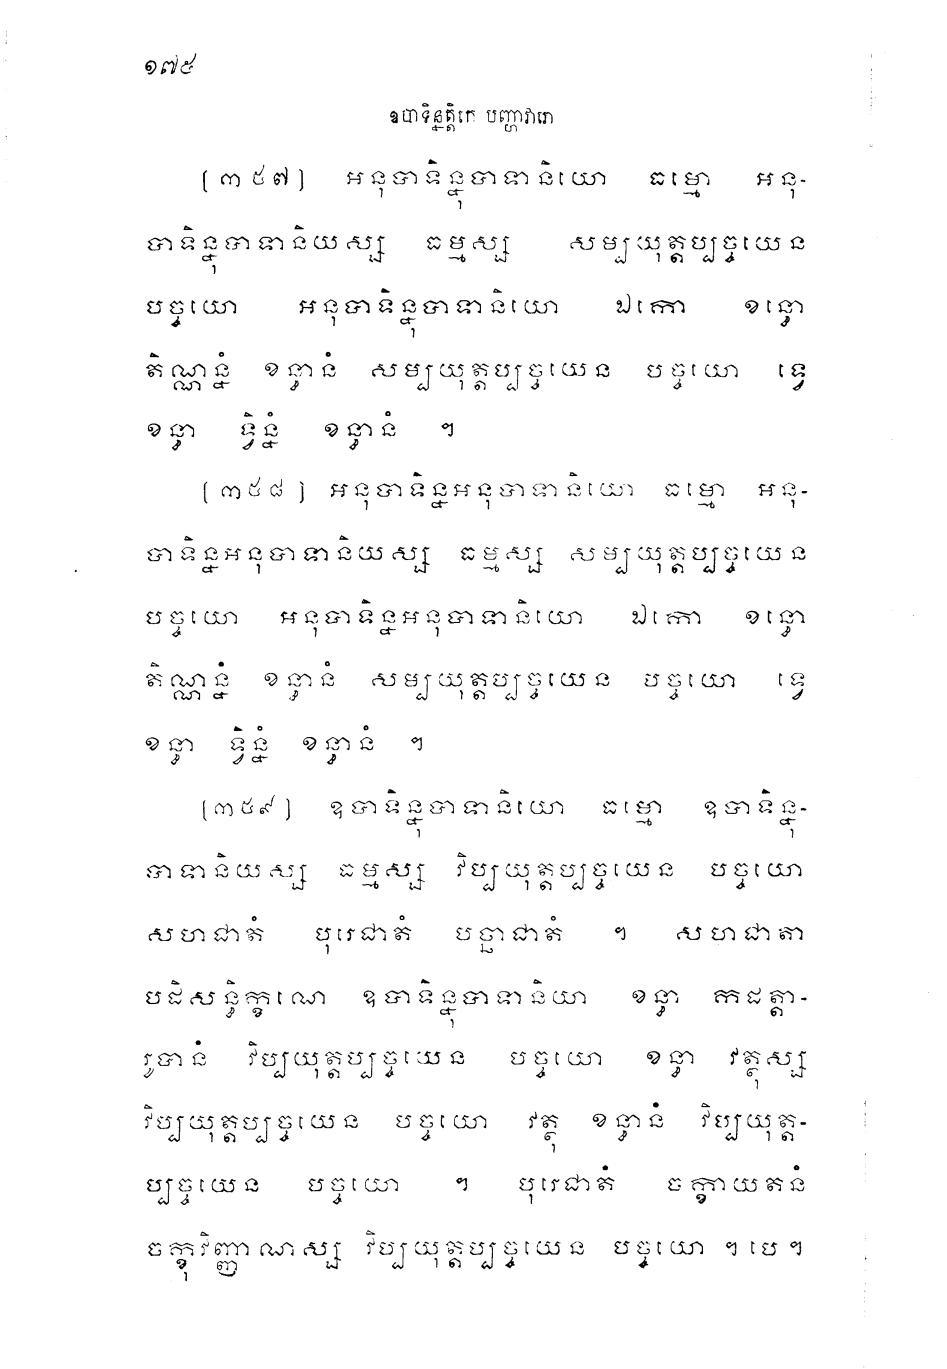 ១៧៥
ឧបាទិន្នត្តិកេ បញ្ហាវារោ
[៣៥៧] អនុបាទិន្នុបាទានិយោ ធម្មោ អនុ-
បាទិន្នុបាទានិយស្ស ធម្មស្ស សម្បយុត្តប្បច្ចយេន
បច្ចយោ អនុបាទិន្នុបាទានិយោ ឯកោ ខន្ធោ
តិណ្ណន្នំ ខន្ធានំ សម្បយុត្តប្បច្ចយេន បច្ចយោ ទ្វេ
ខន្ធា ទ្វិន្នំ ខន្ធានំ ។
[៣៥៨] អនុបាទិន្នអនុបាទានិយោ ធម្មោ អនុ-
បាទិន្នអនុបាទានិយស្ស ធម្មស្ស សម្បយុត្តប្បច្ចយេន
បច្ចយោ អនុបាទិន្នអនុបាទានិយោ ឯកោ ខន្ធោ
តិណ្ណន្នំ ខន្ធានំ សម្បយុត្តប្បច្ចយេន បច្ចយោ ទ្វេ
ខន្ធា ទ្វិន្នំ ខន្ធានំ ។
[៣៥៩] ឧបាទិន្នុបាទានិយោ ធម្មោ ឧបាទិន្នុ-
បាទានិយស្ស ធម្មស្ស វិប្បយុត្តប្បច្ចយេន បច្ចយោ
សហជាតំ បុរេជាតំ បច្ឆាជាតំ ។ សហជាតា
បដិសន្ធិក្ខណេ ឧបាទិន្នុបាទានិយា ខន្ធា កដត្តា-
រូបានំ វិប្បយុត្តប្បច្ចយេន បច្ចយោ ខន្ធា វត្ថុស្ស
វិប្បយុត្តប្បច្ចយេន បច្ចយោ វត្ថុ ខន្ធានំ វិប្បយុត្ត-
ប្បច្ចយេន បច្ចយោ ។ បុរេជាតំ ចក្ខាយតនំ
ចក្ខុវិញ្ញាណស្ស វិប្បយុត្តប្បច្ចយេន បច្ចយោ ។ បេ ។